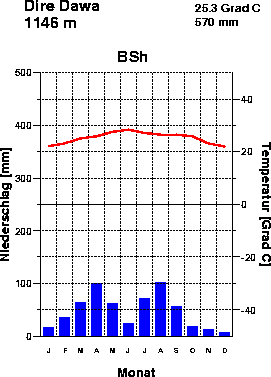 Dire Dawa
1146 m
25.3 Grad C
570 mm
BSh
Niederschlag [mm]
500
400
300
200
100
0
40
20
0
-20
-40
Temperatur [Grad C]
J F M A M J J A S O N D
Monat